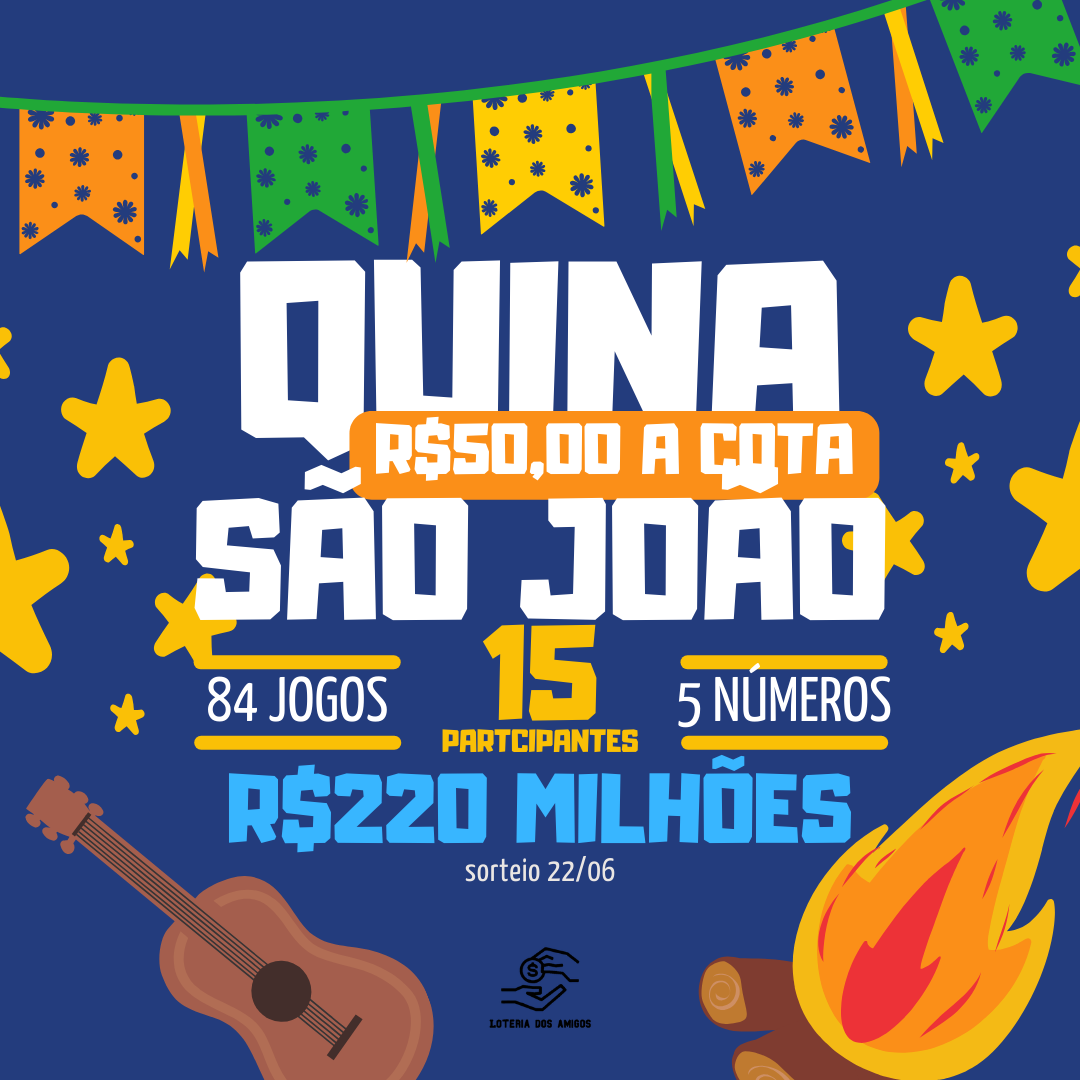 QUINA
R$50,00 A COTA
SÃO JOÃO
15
84 JOGOS
5 NÚMEROS
PARTCIPANTES
R$220 MILHÕES
sorteio 22/06
$
LOTERIA DOS AMIGOS